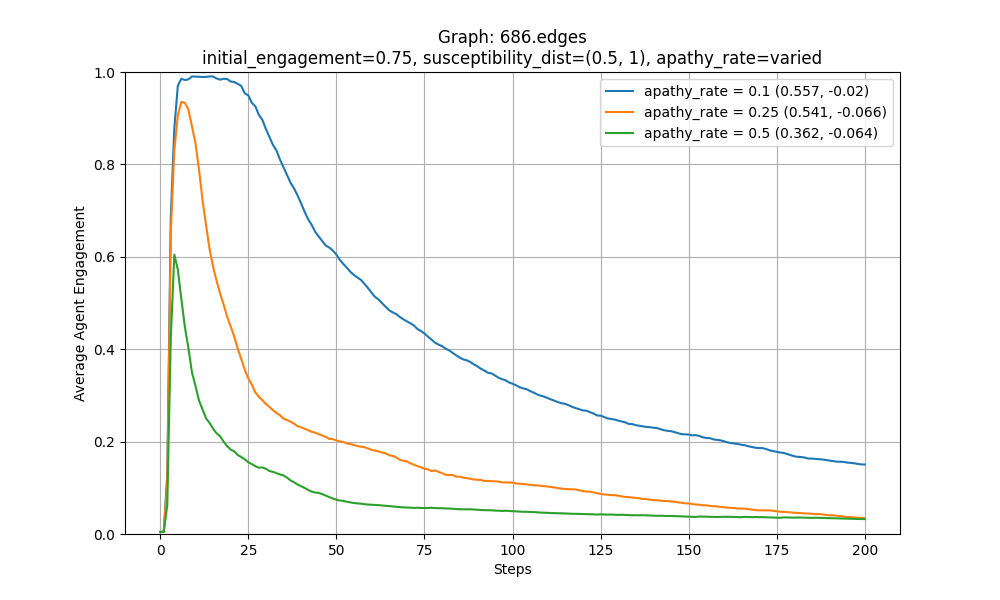 Graph: 686.edges
initial_engagement=0.75, susceptibility_dist=(0.5, 1), apathy_rate=varied
apathy_rate = 0.1 (0.557, -0.02)
apathy_rate = 0.25 (0.541, -0.066)
apathy_rate = 0.5 (0.362, -0.064)
Average Agent Engagement
1.0
0.8
0.6
0.4
0.2
0.0
0 25 50 75 100 125 150 175 200
Steps